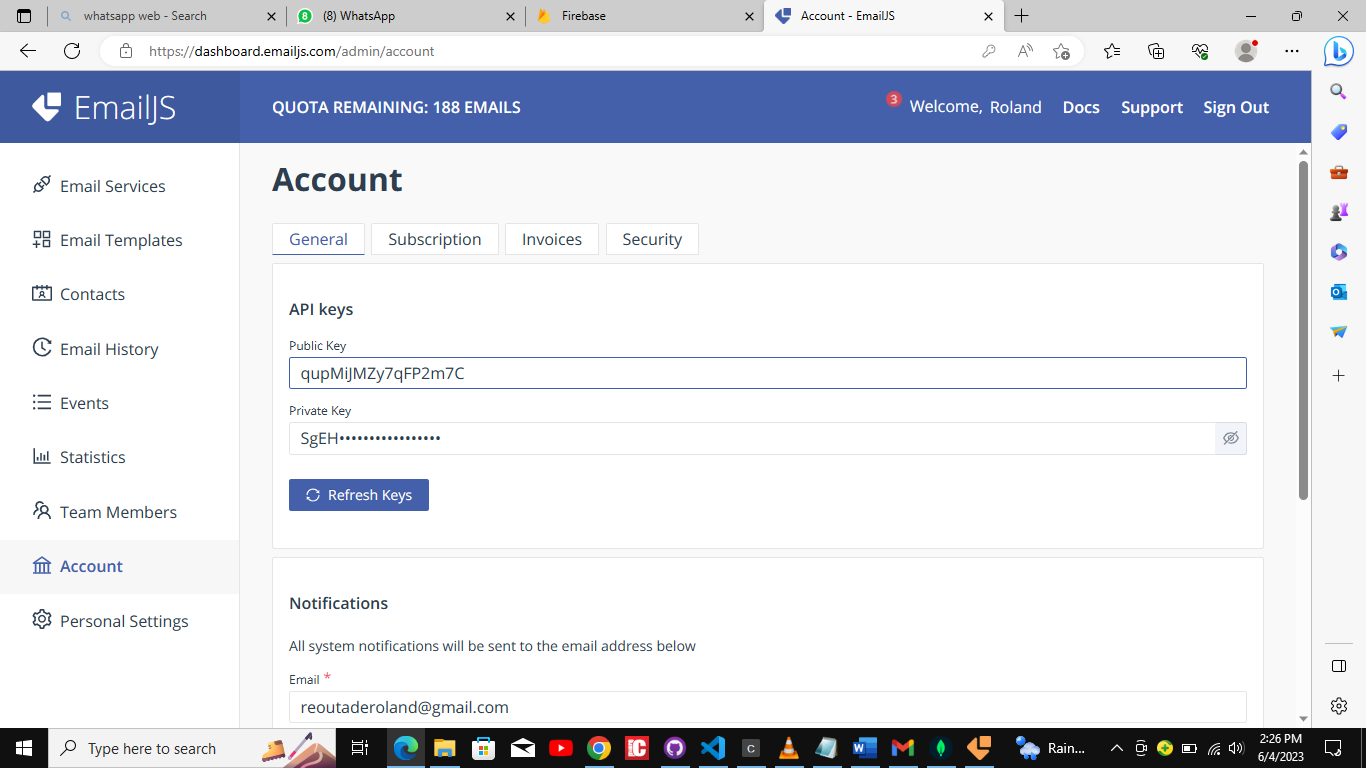 whatsapp web - Search
(8) WhatsApp
Firebase
Account - EmailJS
https://dashboard.emailjs.com/admin/account
EmailJS
QUOTA REMAINING: 188 EMAILS
3
Welcome, Roland
Docs
Support
Sign Out
Email Services
Email Templates
Contacts
Email History
Events
Statistics
Team Members
Account
Personal Settings
Account
General
Subscription
Invoices
Security
API keys
Public Key
qupMiJMZy7qFP2m7C
Private Key
SgEH•••••••••••••••••
Refresh Keys
Notifications
All system notifications will be sent to the email address below
Email *
reoutaderoland@gmail.com
Type here to search
Rain...
2:26 PM
6/4/2023